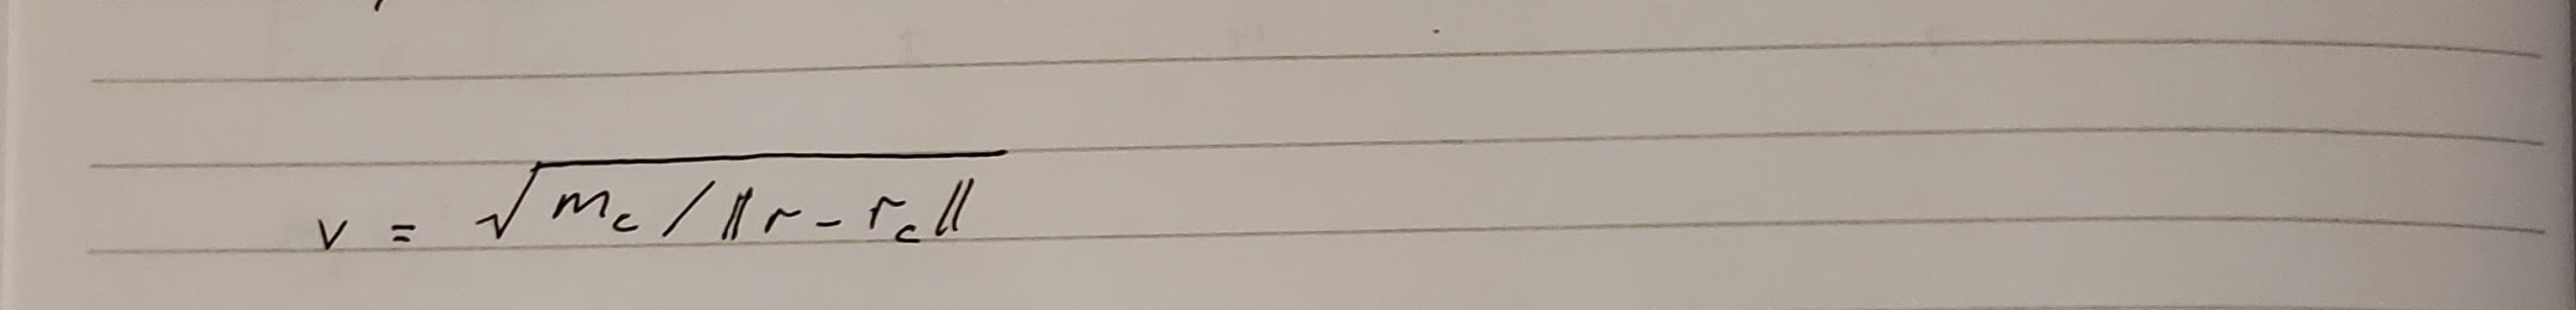 v = √(m_c / ‖r - r_c‖)